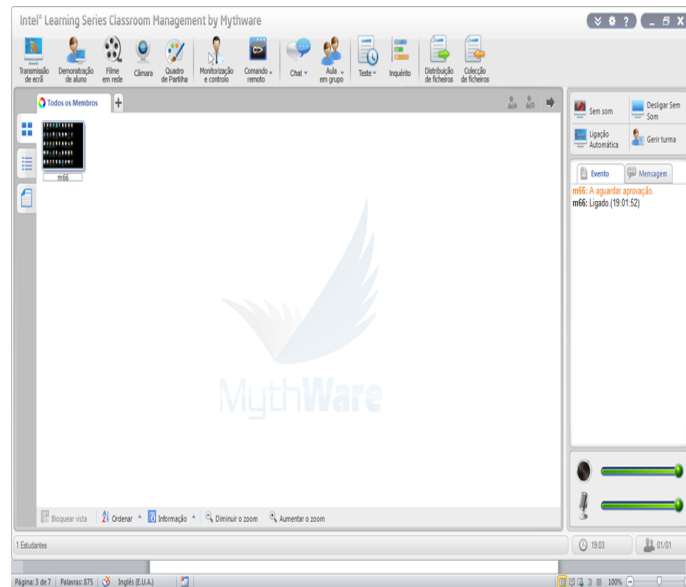 Intel® Learning Series Classroom Management by Mythware
Transmissão de ecrã
Demonstração de aluno
Filme em rede
Câmara
Quadro de Partilha
Monitorização e controlo
Comando remoto
Chat
Aula em grupo
Teste
Inquérito
Distribuição de ficheiros
Colecção de ficheiros
Todos os Membros
m66
MythWare
Sem som
Desligar Sem Som
Ligação Automática
Gerir turma
Evento
Mensagem
m66: A aguardar aprovação.
m66: Ligado.(19:01:52)
Bloquear vista
Ordenar
Informação
Diminuir o zoom
Aumentar o zoom
1 Estudantes
19:03
01/01
Página: 3 de 7
Palavras: 875
Inglês (E.U.A.)
100%